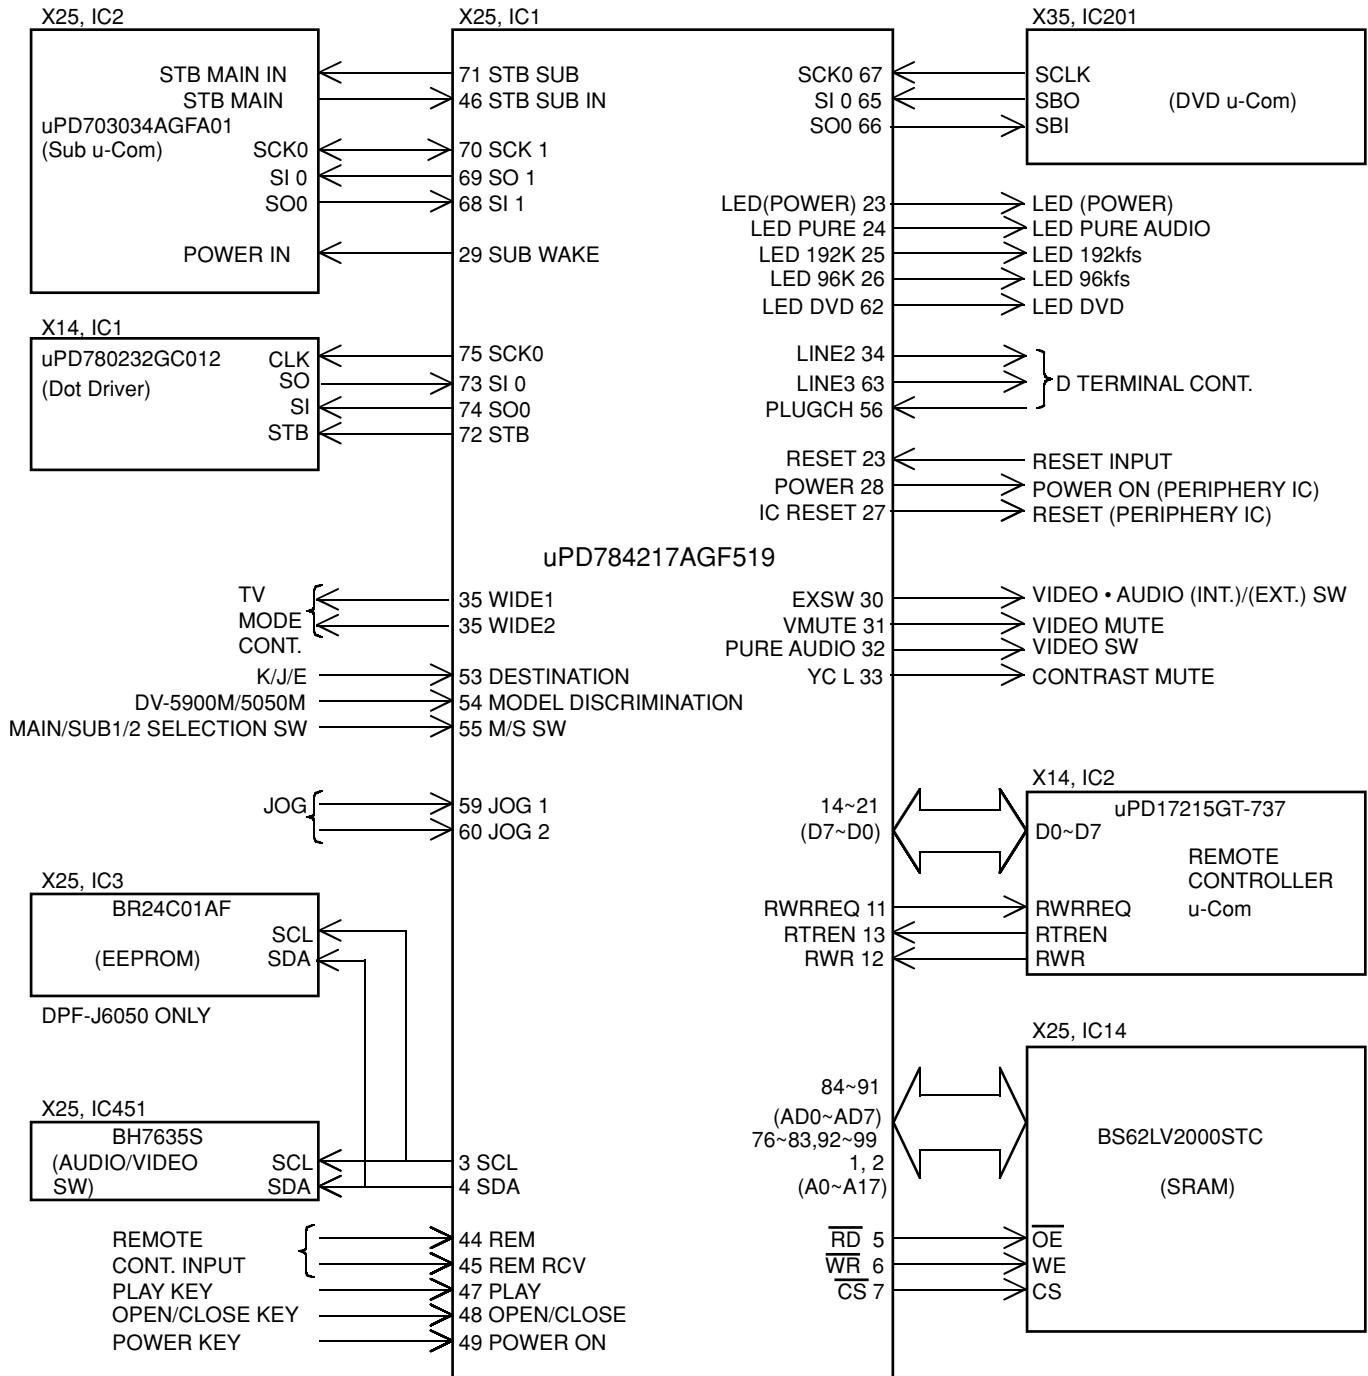 X25, IC2
STB MAIN IN
STB MAIN
uPD703034AGFA01
(Sub u-Com)
SCK0
SI 0
SO0
POWER IN
X14, IC1
uPD780232GC012
(Dot Driver)
CLK
SO
SI
STB
TV
MODE
CONT.
K/J/E
DV-5900M/5050M
MAIN/SUB1/2 SELECTION SW
JOG
X25, IC3
BR24C01AF
(EEPROM)
SCL
SDA
DPF-J6050 ONLY
X25, IC451
BH7635S
(AUDIO/VIDEO
SW)
SCL
SDA
REMOTE
CONT. INPUT
PLAY KEY
OPEN/CLOSE KEY
POWER KEY
X25, IC1
71 STB SUB
46 STB SUB IN
70 SCK 1
69 SO 1
68 SI 1
29 SUB WAKE
75 SCK0
73 SI 0
74 SO0
72 STB
uPD784217AGF519
35 WIDE1
35 WIDE2
53 DESTINATION
54 MODEL DISCRIMINATION
55 M/S SW
59 JOG 1
60 JOG 2
3 SCL
4 SDA
44 REM
45 REM RCV
47 PLAY
48 OPEN/CLOSE
49 POWER ON
SCK0 67
SI 0 65
SO0 66
LED(POWER) 23
LED PURE 24
LED 192K 25
LED 96K 26
LED DVD 62
LINE2 34
LINE3 63
PLUGCH 56
RESET 23
POWER 28
IC RESET 27
EXSW 30
VMUTE 31
PURE AUDIO 32
YC L 33
14~21
(D7~D0)
RWRREQ 11
RTREN 13
RWR 12
84~91
(AD0~AD7)
76~83,92~99
1, 2
(A0~A17)
RD 5
WR 6
CS 7
X35, IC201
SCLK
SBO
SBI
(DVD u-Com)
LED (POWER)
LED PURE AUDIO
LED 192kfs
LED 96kfs
LED DVD
D TERMINAL CONT.
RESET INPUT
POWER ON (PERIPHERY IC)
RESET (PERIPHERY IC)
VIDEO • AUDIO (INT.)/(EXT.) SW
VIDEO MUTE
VIDEO SW
CONTRAST MUTE
X14, IC2
uPD17215GT-737
D0~D7
REMOTE
CONTROLLER
u-Com
RWRREQ
RTREN
RWR
X25, IC14
BS62LV2000STC
(SRAM)
OE
WE
CS